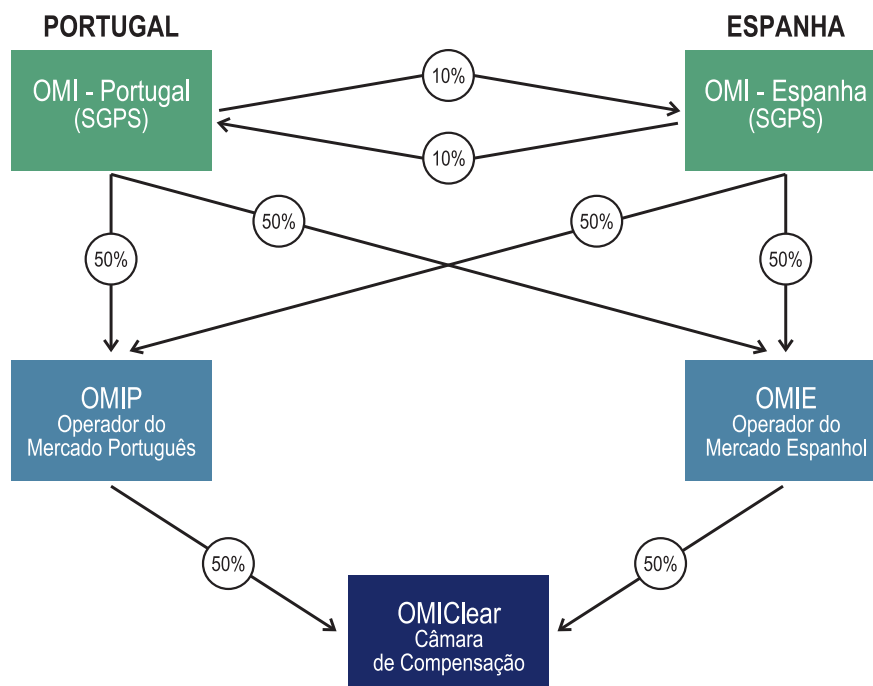 PORTUGAL
ESPANHA
OMI - Portugal
(SGPS)
10%
10%
OMI - Espanha
(SGPS)
50%
50%
50%
50%
OMIP
Operador do
Mercado Português
OMIE
Operador do
Mercado Espanhol
50%
50%
OMIClear
Câmara
de Compensação